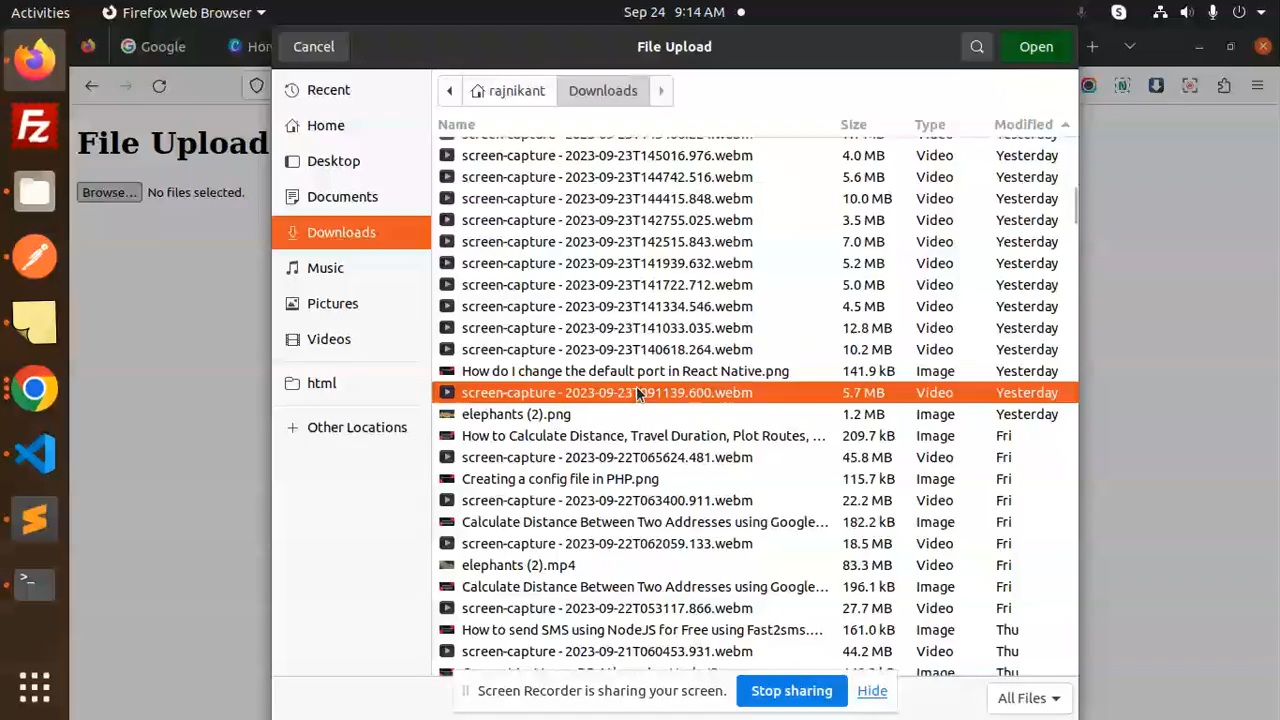 Activities
Firefox Web Browser
Sep 24 9:14 AM
Google
Hov
Cancel
File Upload
Open
File Upload
Browse... No files selected.
Recent
Home
Desktop
Documents
Downloads
Music
Pictures
Videos
html
Other Locations
rajnikant Downloads
Name Size Type Modified
screen-capture - 2023-09-23T145016.976.webm 4.0 MB Video Yesterday
screen-capture - 2023-09-23T144742.516.webm 5.6 MB Video Yesterday
screen-capture - 2023-09-23T144415.848.webm 10.0 MB Video Yesterday
screen-capture - 2023-09-23T142755.025.webm 3.5 MB Video Yesterday
screen-capture - 2023-09-23T142515.843.webm 7.0 MB Video Yesterday
screen-capture - 2023-09-23T141939.632.webm 5.2 MB Video Yesterday
screen-capture - 2023-09-23T141722.712.webm 5.0 MB Video Yesterday
screen-capture - 2023-09-23T141334.546.webm 4.5 MB Video Yesterday
screen-capture - 2023-09-23T141033.035.webm 12.8 MB Video Yesterday
screen-capture - 2023-09-23T140618.264.webm 10.2 MB Video Yesterday
How do I change the default port in React Native.png 141.9 kB Image Yesterday
screen-capture - 2023-09-23T091139.600.webm 5.7 MB Video Yesterday
elephants (2).png 1.2 MB Image Yesterday
How to Calculate Distance, Travel Duration, Plot Routes, ... 209.7 kB Image Fri
screen-capture - 2023-09-22T065624.481.webm 45.8 MB Video Fri
Creating a config file in PHP.png 115.7 kB Image Fri
screen-capture - 2023-09-22T063400.911.webm 22.2 MB Video Fri
Calculate Distance Between Two Addresses using Google... 182.2 kB Image Fri
screen-capture - 2023-09-22T062059.133.webm 18.5 MB Video Fri
elephants (2).mp4 83.3 MB Video Fri
Calculate Distance Between Two Addresses using Google... 196.1 kB Image Fri
screen-capture - 2023-09-22T053117.866.webm 27.7 MB Video Fri
How to send SMS using NodeJS for Free using Fast2sms.... 161.0 kB Image Thu
screen-capture - 2023-09-21T060453.931.webm 44.2 MB Video Thu
Screen Recorder is sharing your screen. Stop sharing Hide
All Files